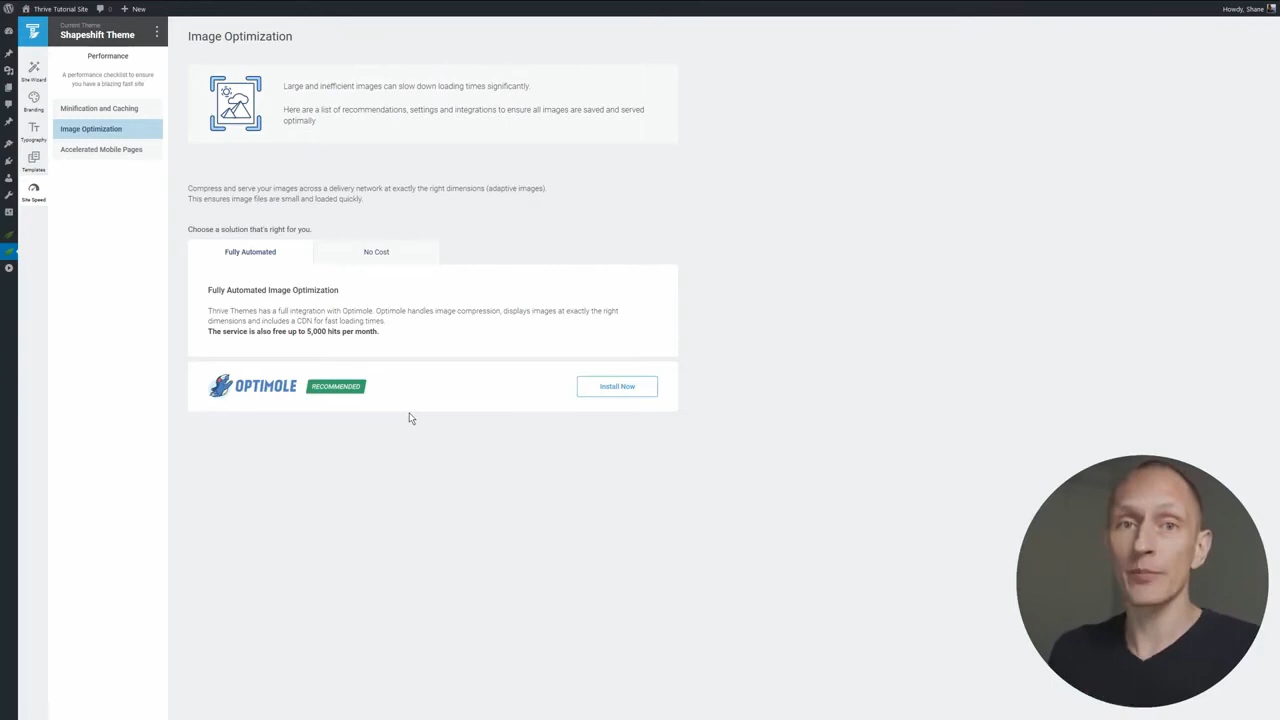 Thrive Tutorial Site
0
New
Howdy, Shane
Current Theme:
Shapeshift Theme
Performance
A performance checklist to ensure
you have a blazing fast site
Minification and Caching
Image Optimization
Accelerated Mobile Pages
Site Wizard
Branding
Typography
Templates
Site Speed
Image Optimization
Large and inefficient images can slow down loading times significantly.
Here are a list of recommendations, settings and integrations to ensure all images are saved and served
optimally
Compress and serve your images across a delivery network at exactly the right dimensions (adaptive images).
This ensures image files are small and loaded quickly.
Choose a solution that's right for you.
Fully Automated
No Cost
Fully Automated Image Optimization
Thrive Themes has a full integration with Optimole. Optimole handles image compression, displays images at exactly the right
dimensions and includes a CDN for fast loading times.
The service is also free up to 5,000 hits per month.
OPTIMOLE
RECOMMENDED
Install Now